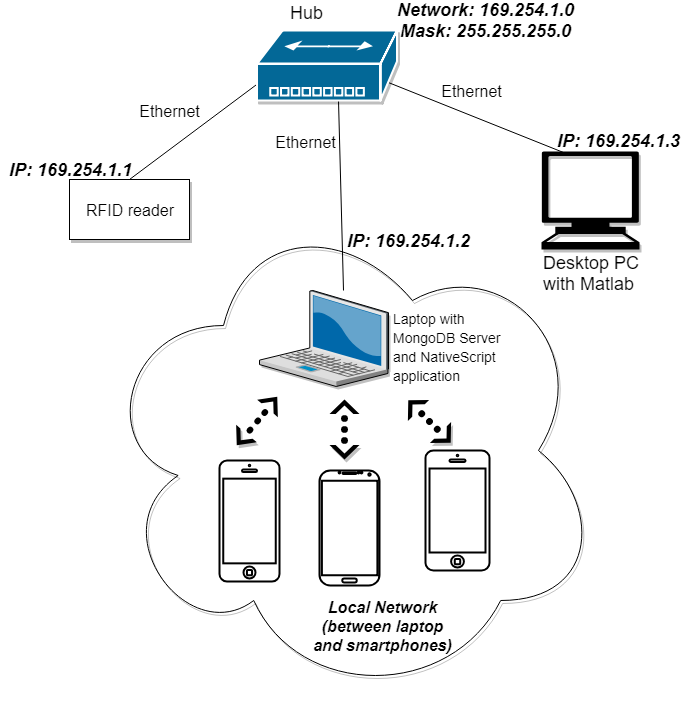 Hub
Network: 169.254.1.0
Mask: 255.255.255.0
Ethernet
Ethernet
Ethernet
IP: 169.254.1.1
RFID reader
IP: 169.254.1.3
Desktop PC
with Matlab
IP: 169.254.1.2
Laptop with
MongoDB Server
and NativeScript
application
Local Network
(between laptop
and smartphones)